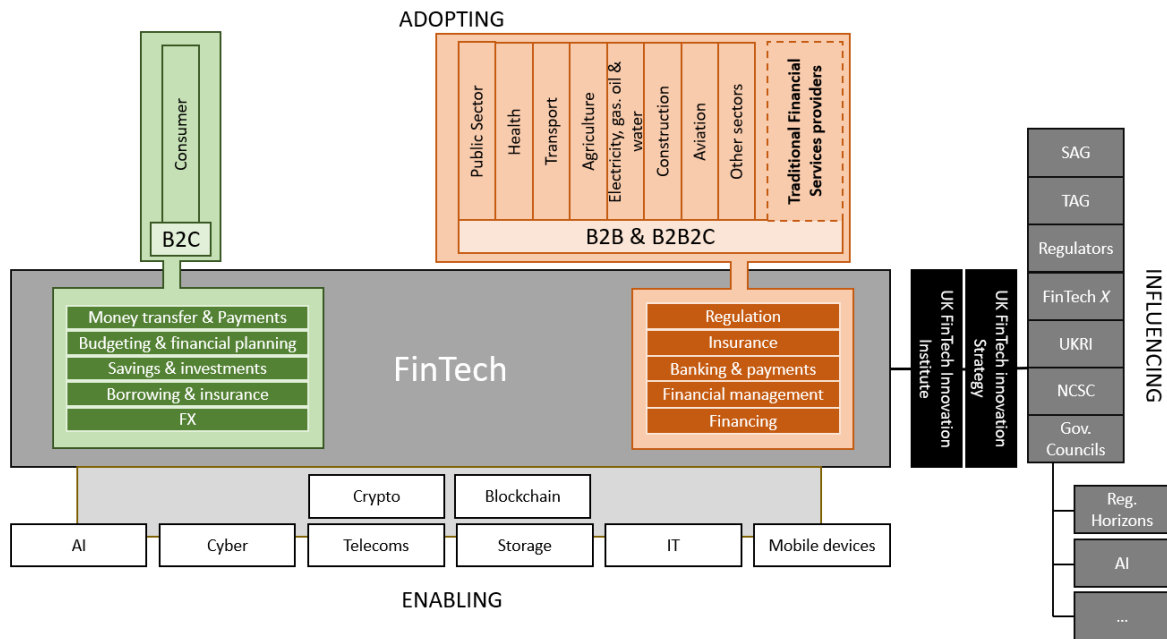 ADOPTING
Consumer
B2C
Public Sector
Health
Transport
Agriculture
Electricity, gas. oil &
water
Construction
Aviation
Other sectors
Traditional Financial
Services providers
B2B & B2B2C
FinTech
Money transfer & Payments
Budgeting & financial planning
Savings & investments
Borrowing & insurance
FX
Regulation
Insurance
Banking & payments
Financial management
Financing
UK FinTech Innovation
Institute
UK FinTech innovation
Strategy
SAG
TAG
Regulators
FinTech X
UKRI
NCSC
Gov.
Councils
INFLUENCING
Reg.
Horizons
AI
...
Crypto
Blockchain
AI
Cyber
Telecoms
Storage
IT
Mobile devices
ENABLING